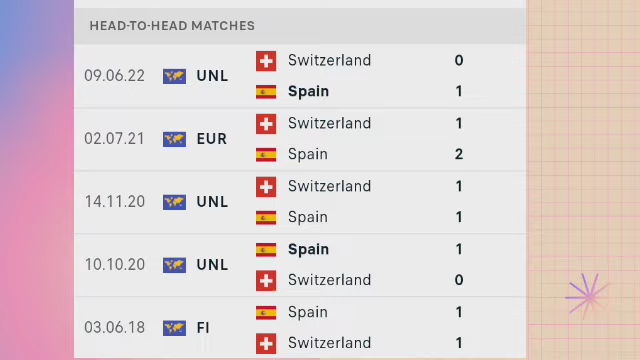 HEAD-TO-HEAD MATCHES
Switzerland 0
09.06.22 UNL
Spain 1
Switzerland 1
02.07.21 EUR
Spain 2
Switzerland 1
14.11.20 UNL
Spain 1
Spain 1
10.10.20 UNL
Switzerland 0
Spain 1
03.06.18 FI
Switzerland 1